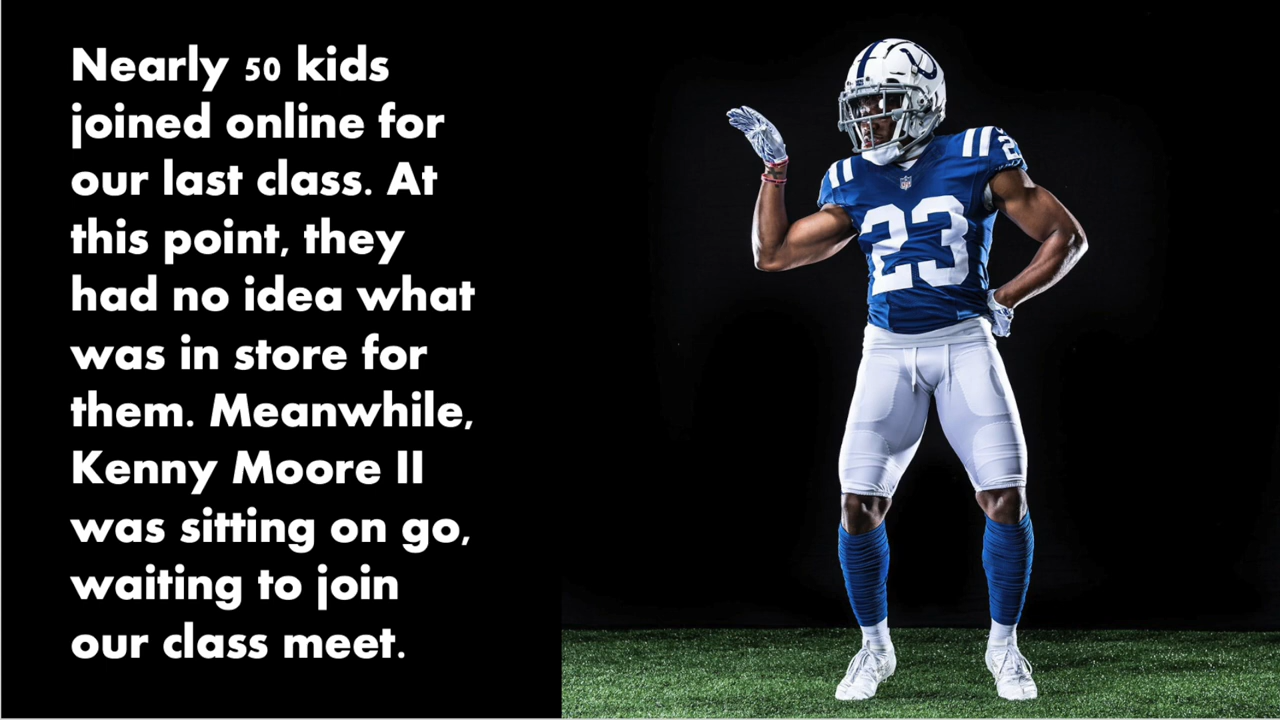 Nearly 50 kids
joined online for
our last class. At
this point, they
had no idea what
was in store for
them. Meanwhile,
Kenny Moore II
was sitting on go,
waiting to join
our class meet.
23